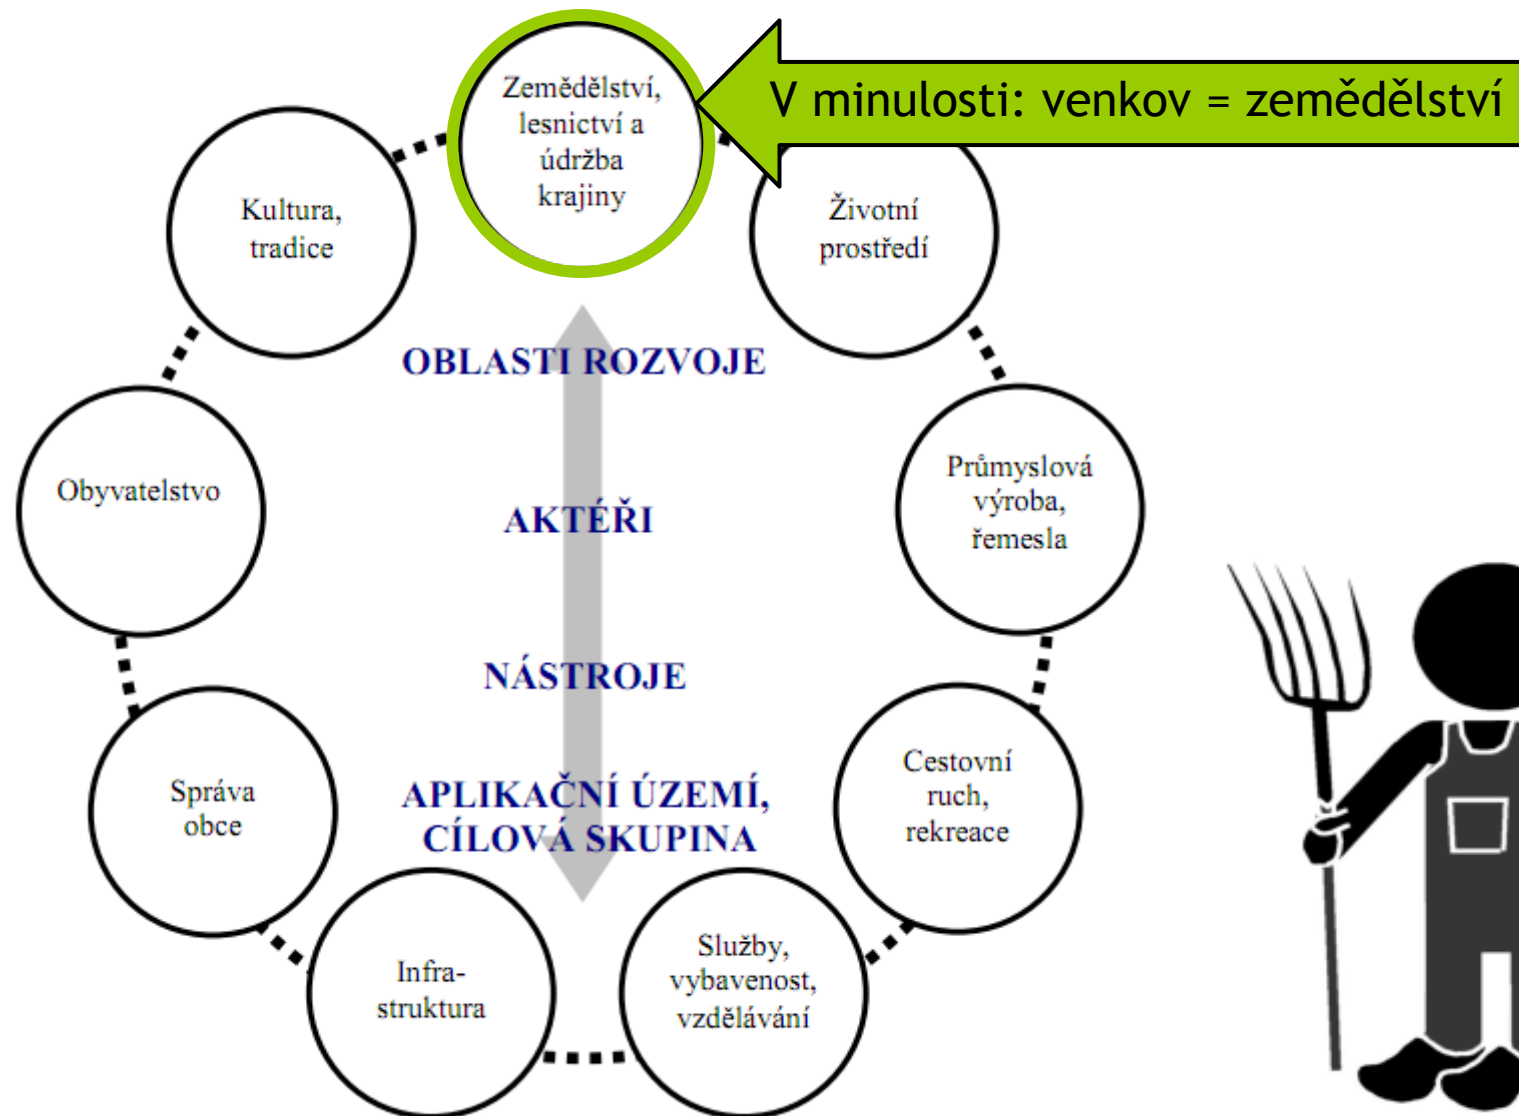 Zemědělství,
lesnictví a
údržba
krajiny
V minulosti: venkov = zemědělství
Kultura,
tradice
Životní
prostředí
OBLASTI ROZVOJE
Obyvatelstvo
AKTÉŘI
Průmyslová
výroba,
řemesla
NÁSTROJE
Správa
obce
APLIKAČNÍ ÚZEMÍ,
CÍLOVÁ SKUPINA
Cestovní
ruch,
rekreace
Infra-
struktura
Služby,
vybavenost,
vzdělávání